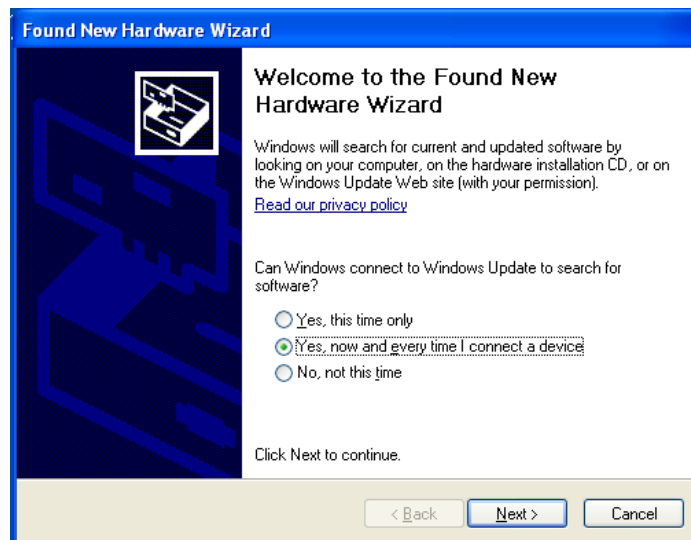 Found New Hardware Wizard
Welcome to the Found New
Hardware Wizard
Windows will search for current and updated software by
looking on your computer, on the hardware installation CD, or on
the Windows Update Web site (with your permission).
Read our privacy policy
Can Windows connect to Windows Update to search for
software?
Yes, this time only
Yes, now and every time I connect a device
No, not this time
Click Next to continue.
< Back
Next >
Cancel